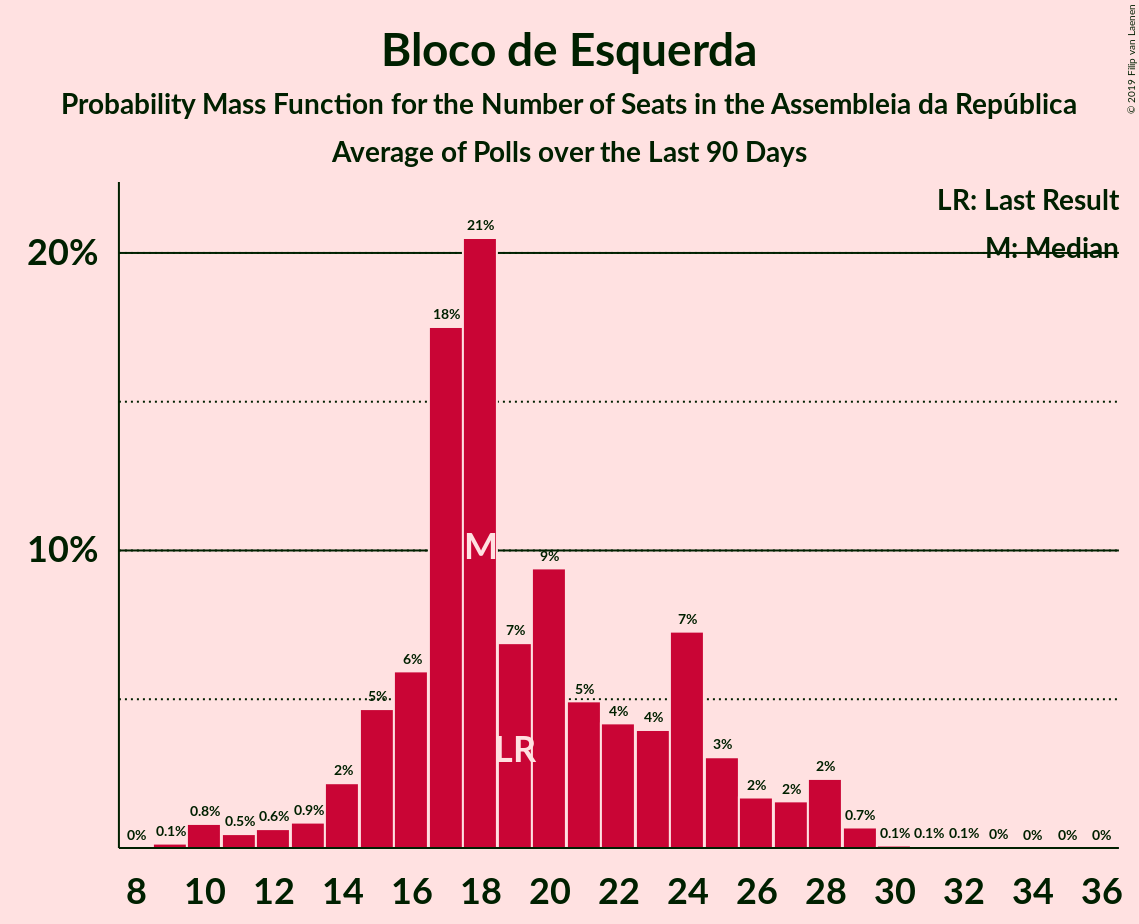 Bloco de Esquerda
Probability Mass Function for the Number of Seats in the Assembleia da República
Average of Polls over the Last 90 Days
© 2019 Filip van Laenen
LR: Last Result
M: Median
20%
10%
0% 0.1% 0.8% 0.5% 0.6% 0.9% 2% 5% 6% 18% 21% 7% 9% 5% 4% 4% 7% 3% 2% 2% 2% 0.7% 0.1% 0.1% 0.1% 0% 0% 0% 0%
M
LR
8 10 12 14 16 18 20 22 24 26 28 30 32 34 36